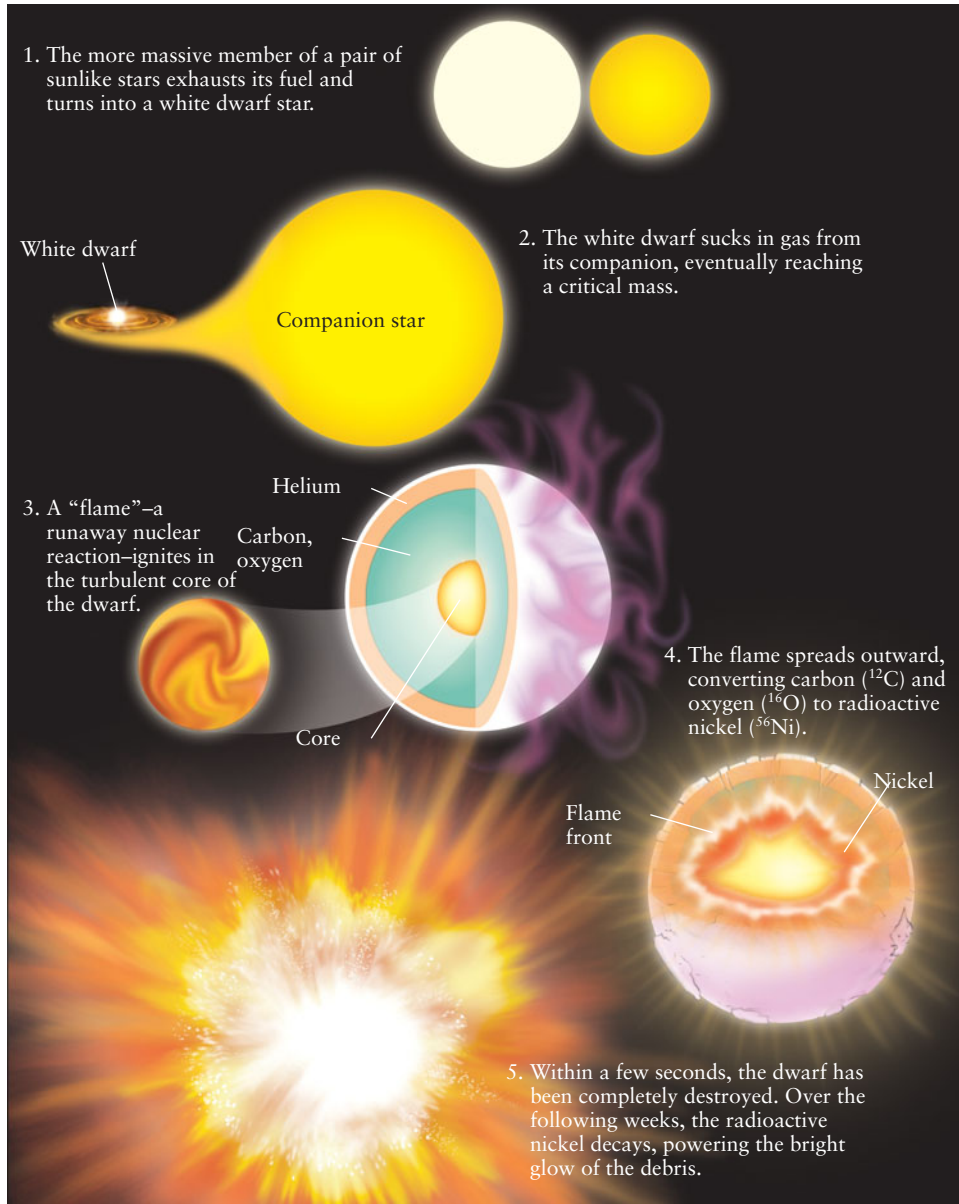 1. The more massive member of a pair of
sunlike stars exhausts its fuel and
turns into a white dwarf star.
White dwarf
2. The white dwarf sucks in gas from
its companion, eventually reaching
a critical mass.
Companion star
Helium
3. A “flame”–a
runaway nuclear
reaction–ignites in
the turbulent core of
the dwarf.
Carbon,
oxygen
Core
4. The flame spreads outward,
converting carbon (¹²C) and
oxygen (¹⁶O) to radioactive
nickel (⁵⁶Ni).
Nickel
Flame
front
5. Within a few seconds, the dwarf has
been completely destroyed. Over the
following weeks, the radioactive
nickel decays, powering the bright
glow of the debris.